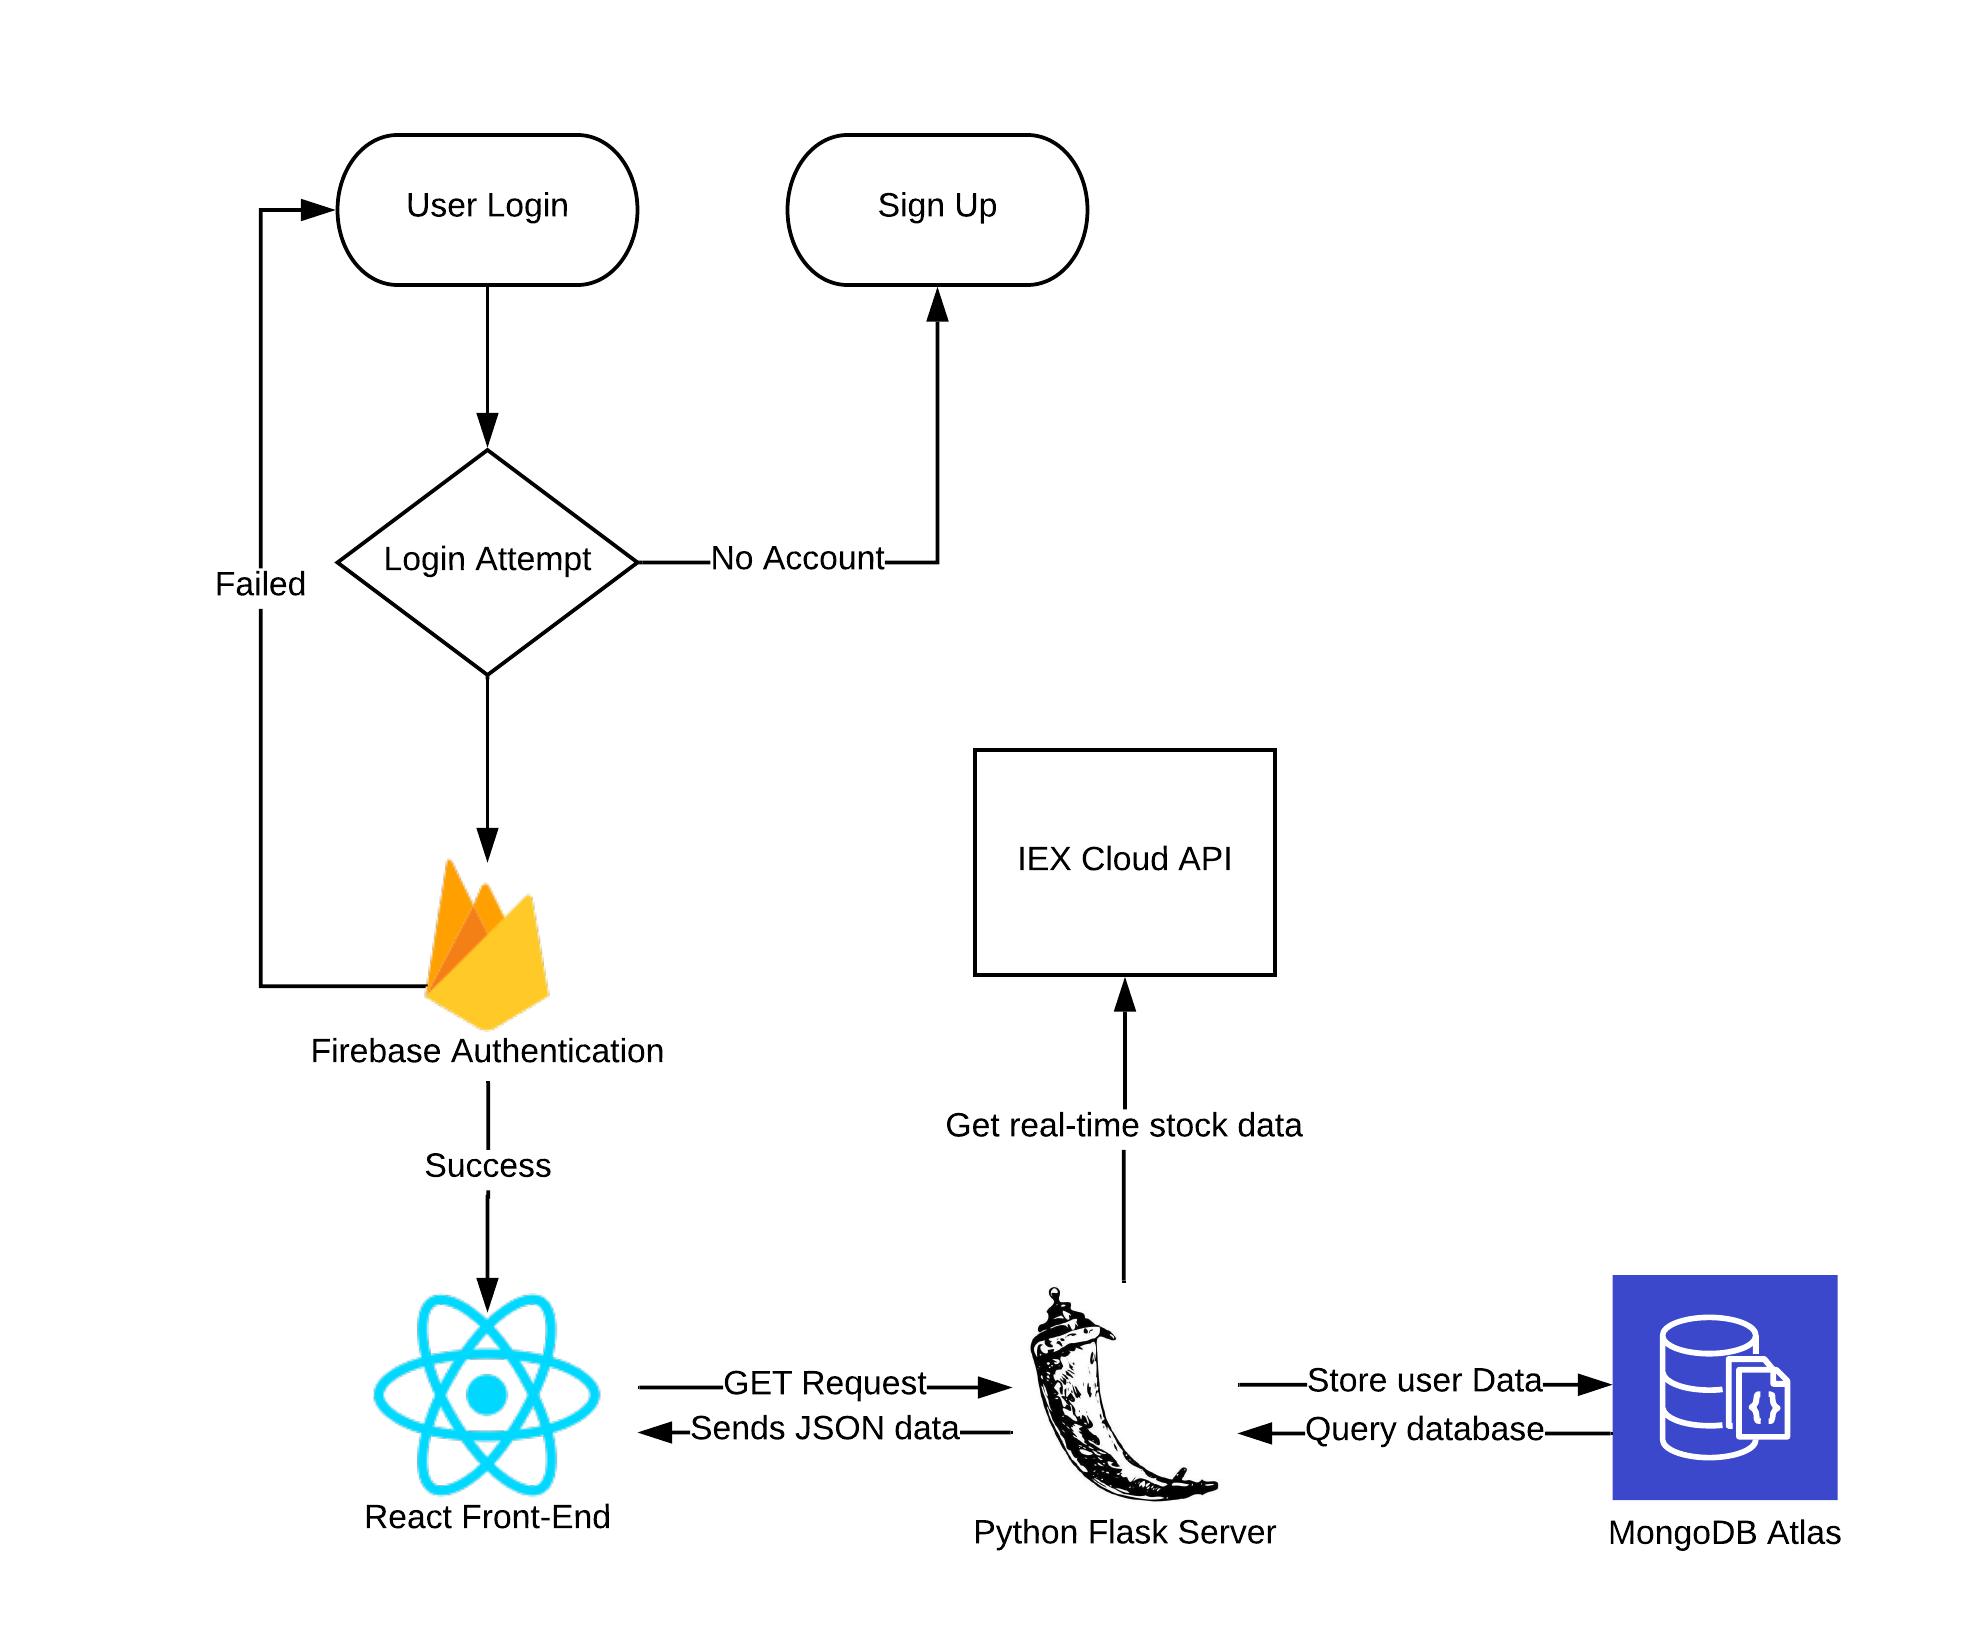 User Login
Sign Up
Login Attempt
No Account
Failed
IEX Cloud API
Firebase Authentication
Get real-time stock data
Success
GET Request
Sends JSON data
Store user Data
Query database
{}
React Front-End
Python Flask Server
MongoDB Atlas